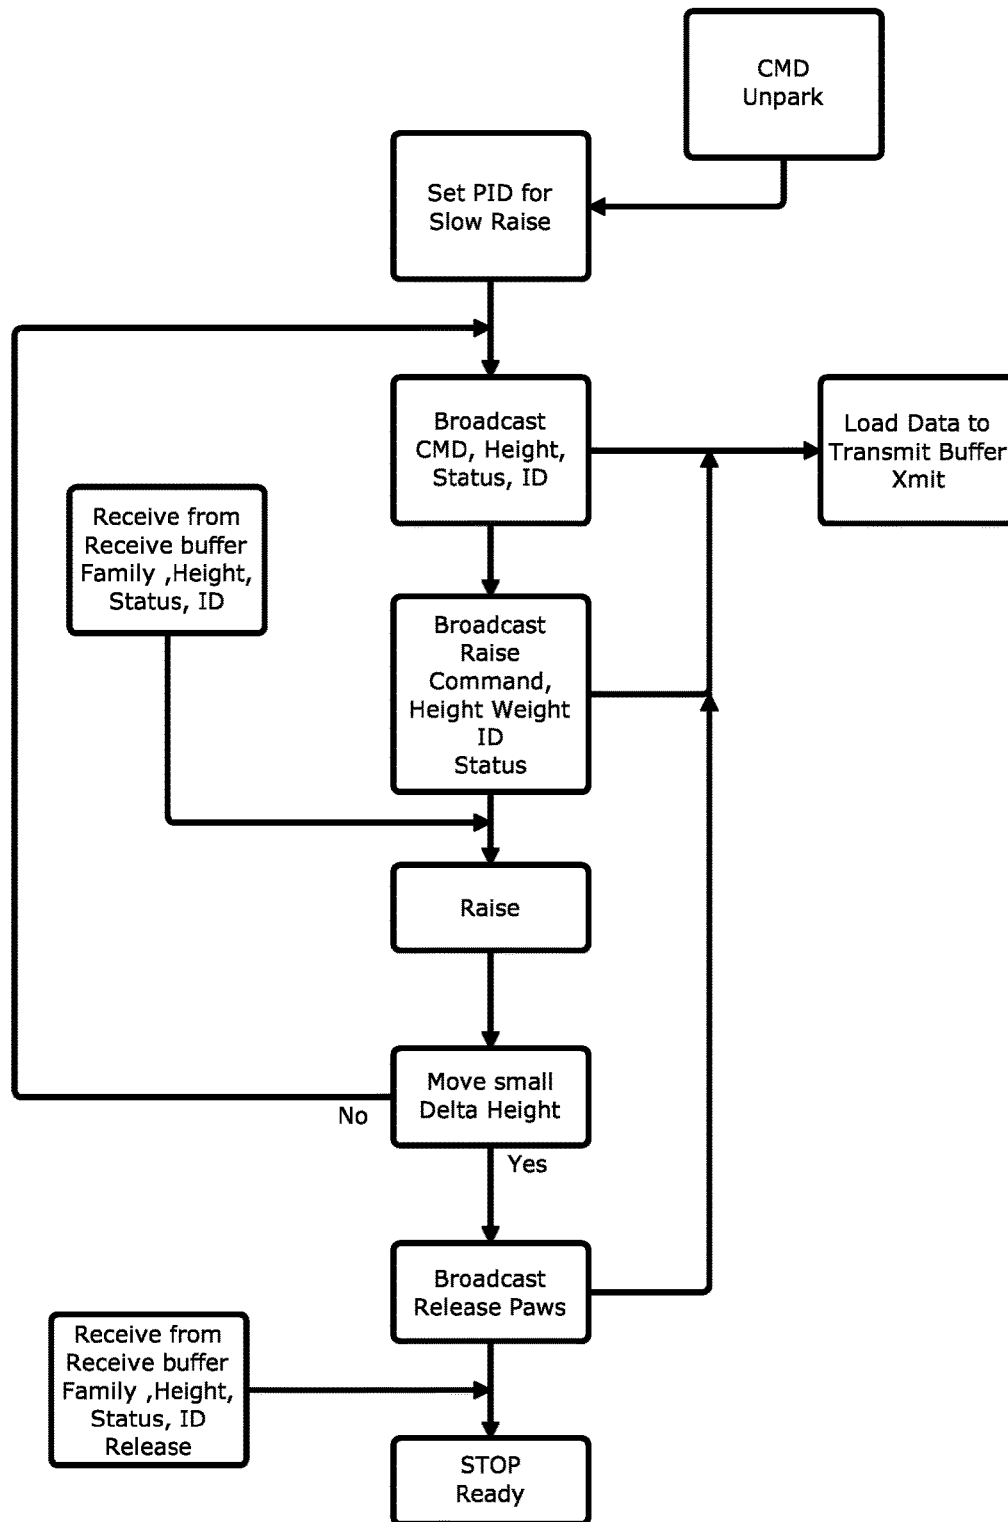 CMD
Unpark
Set PID for
Slow Raise
Broadcast
CMD, Height,
Status, ID
Load Data to
Transmit Buffer
Xmit
Receive from
Receive buffer
Family ,Height,
Status, ID
Broadcast
Raise
Command,
Height Weight
ID
Status
Raise
Move small
Delta Height
No
Yes
Broadcast
Release Paws
Receive from
Receive buffer
Family ,Height,
Status, ID
Release
STOP
Ready